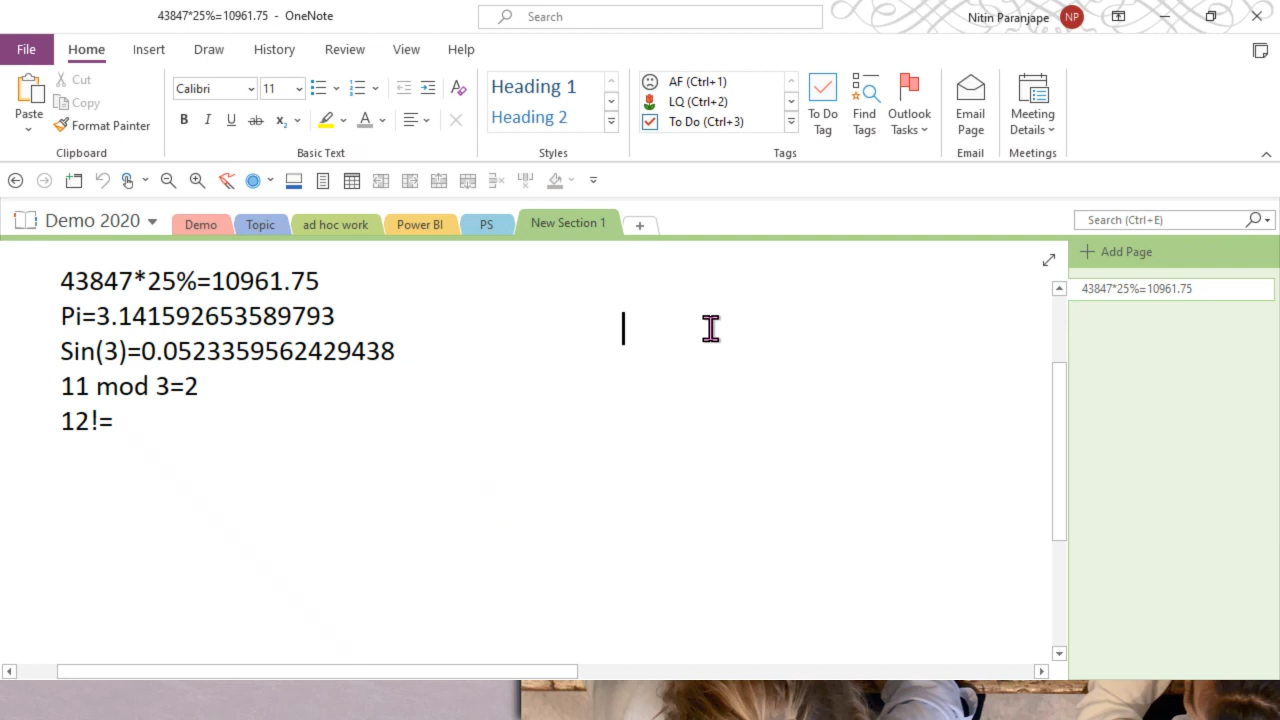 43847*25%=10961.75 - OneNote
Search
Nitin Paranjape NP
File Home Insert Draw History Review View Help
Paste
Cut
Copy
Format Painter
Clipboard
Calibri 11
B I U ab x₂ A
Basic Text
Heading 1
Heading 2
Styles
AF (Ctrl+1)
LQ (Ctrl+2)
To Do (Ctrl+3)
To Do Tag
Find Tags
Outlook Tasks
Tags
Email Page
Email
Meeting Details
Meetings
Demo 2020
Demo Topic ad hoc work Power BI PS New Section 1
Search (Ctrl+E)
Add Page
43847*25%=10961.75
43847*25%=10961.75
Pi=3.141592653589793
Sin(3)=0.0523359562429438
11 mod 3=2
12!=